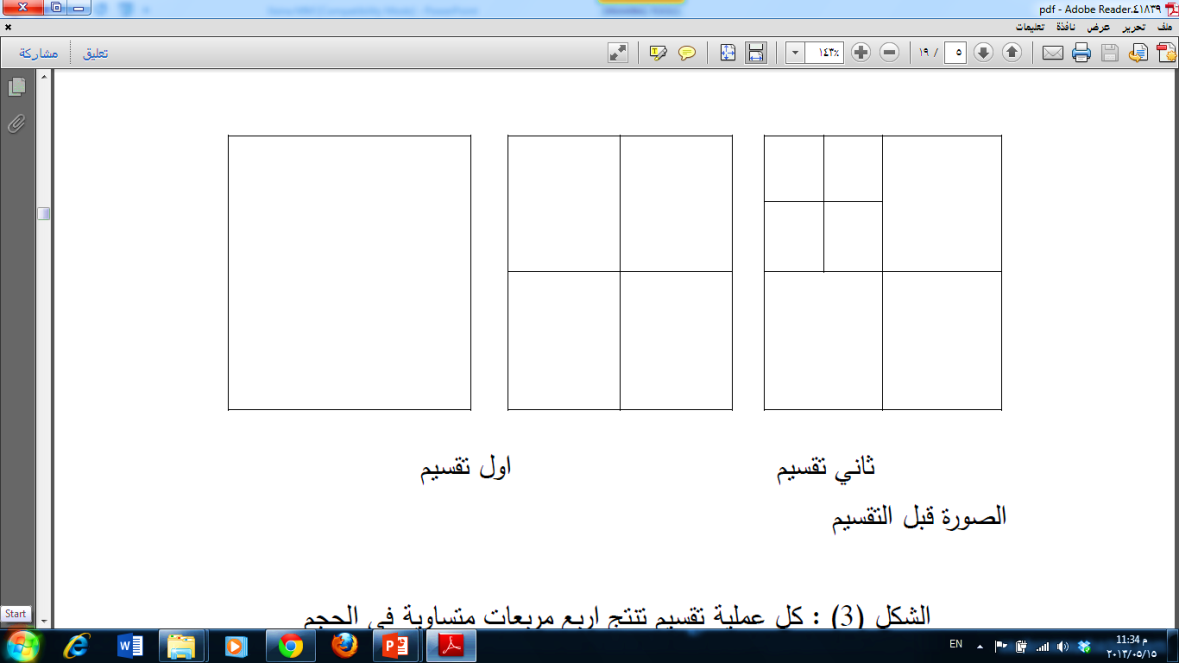 pdf - Adobe Reader.٤١٨٣٩
ملف تحرير عرض نافذة تعليمات
١٩ / ٥
١٤٣٪
تعليق
مشاركة
ثاني تقسيم
اول تقسيم
الصورة قبل التقسيم
الشكل (3) : كل عملية تقسيم تنتج اربع مربعات متساوية في الحجم
Start
EN
11:34 م
٢٠١٣/٠٥/١٥